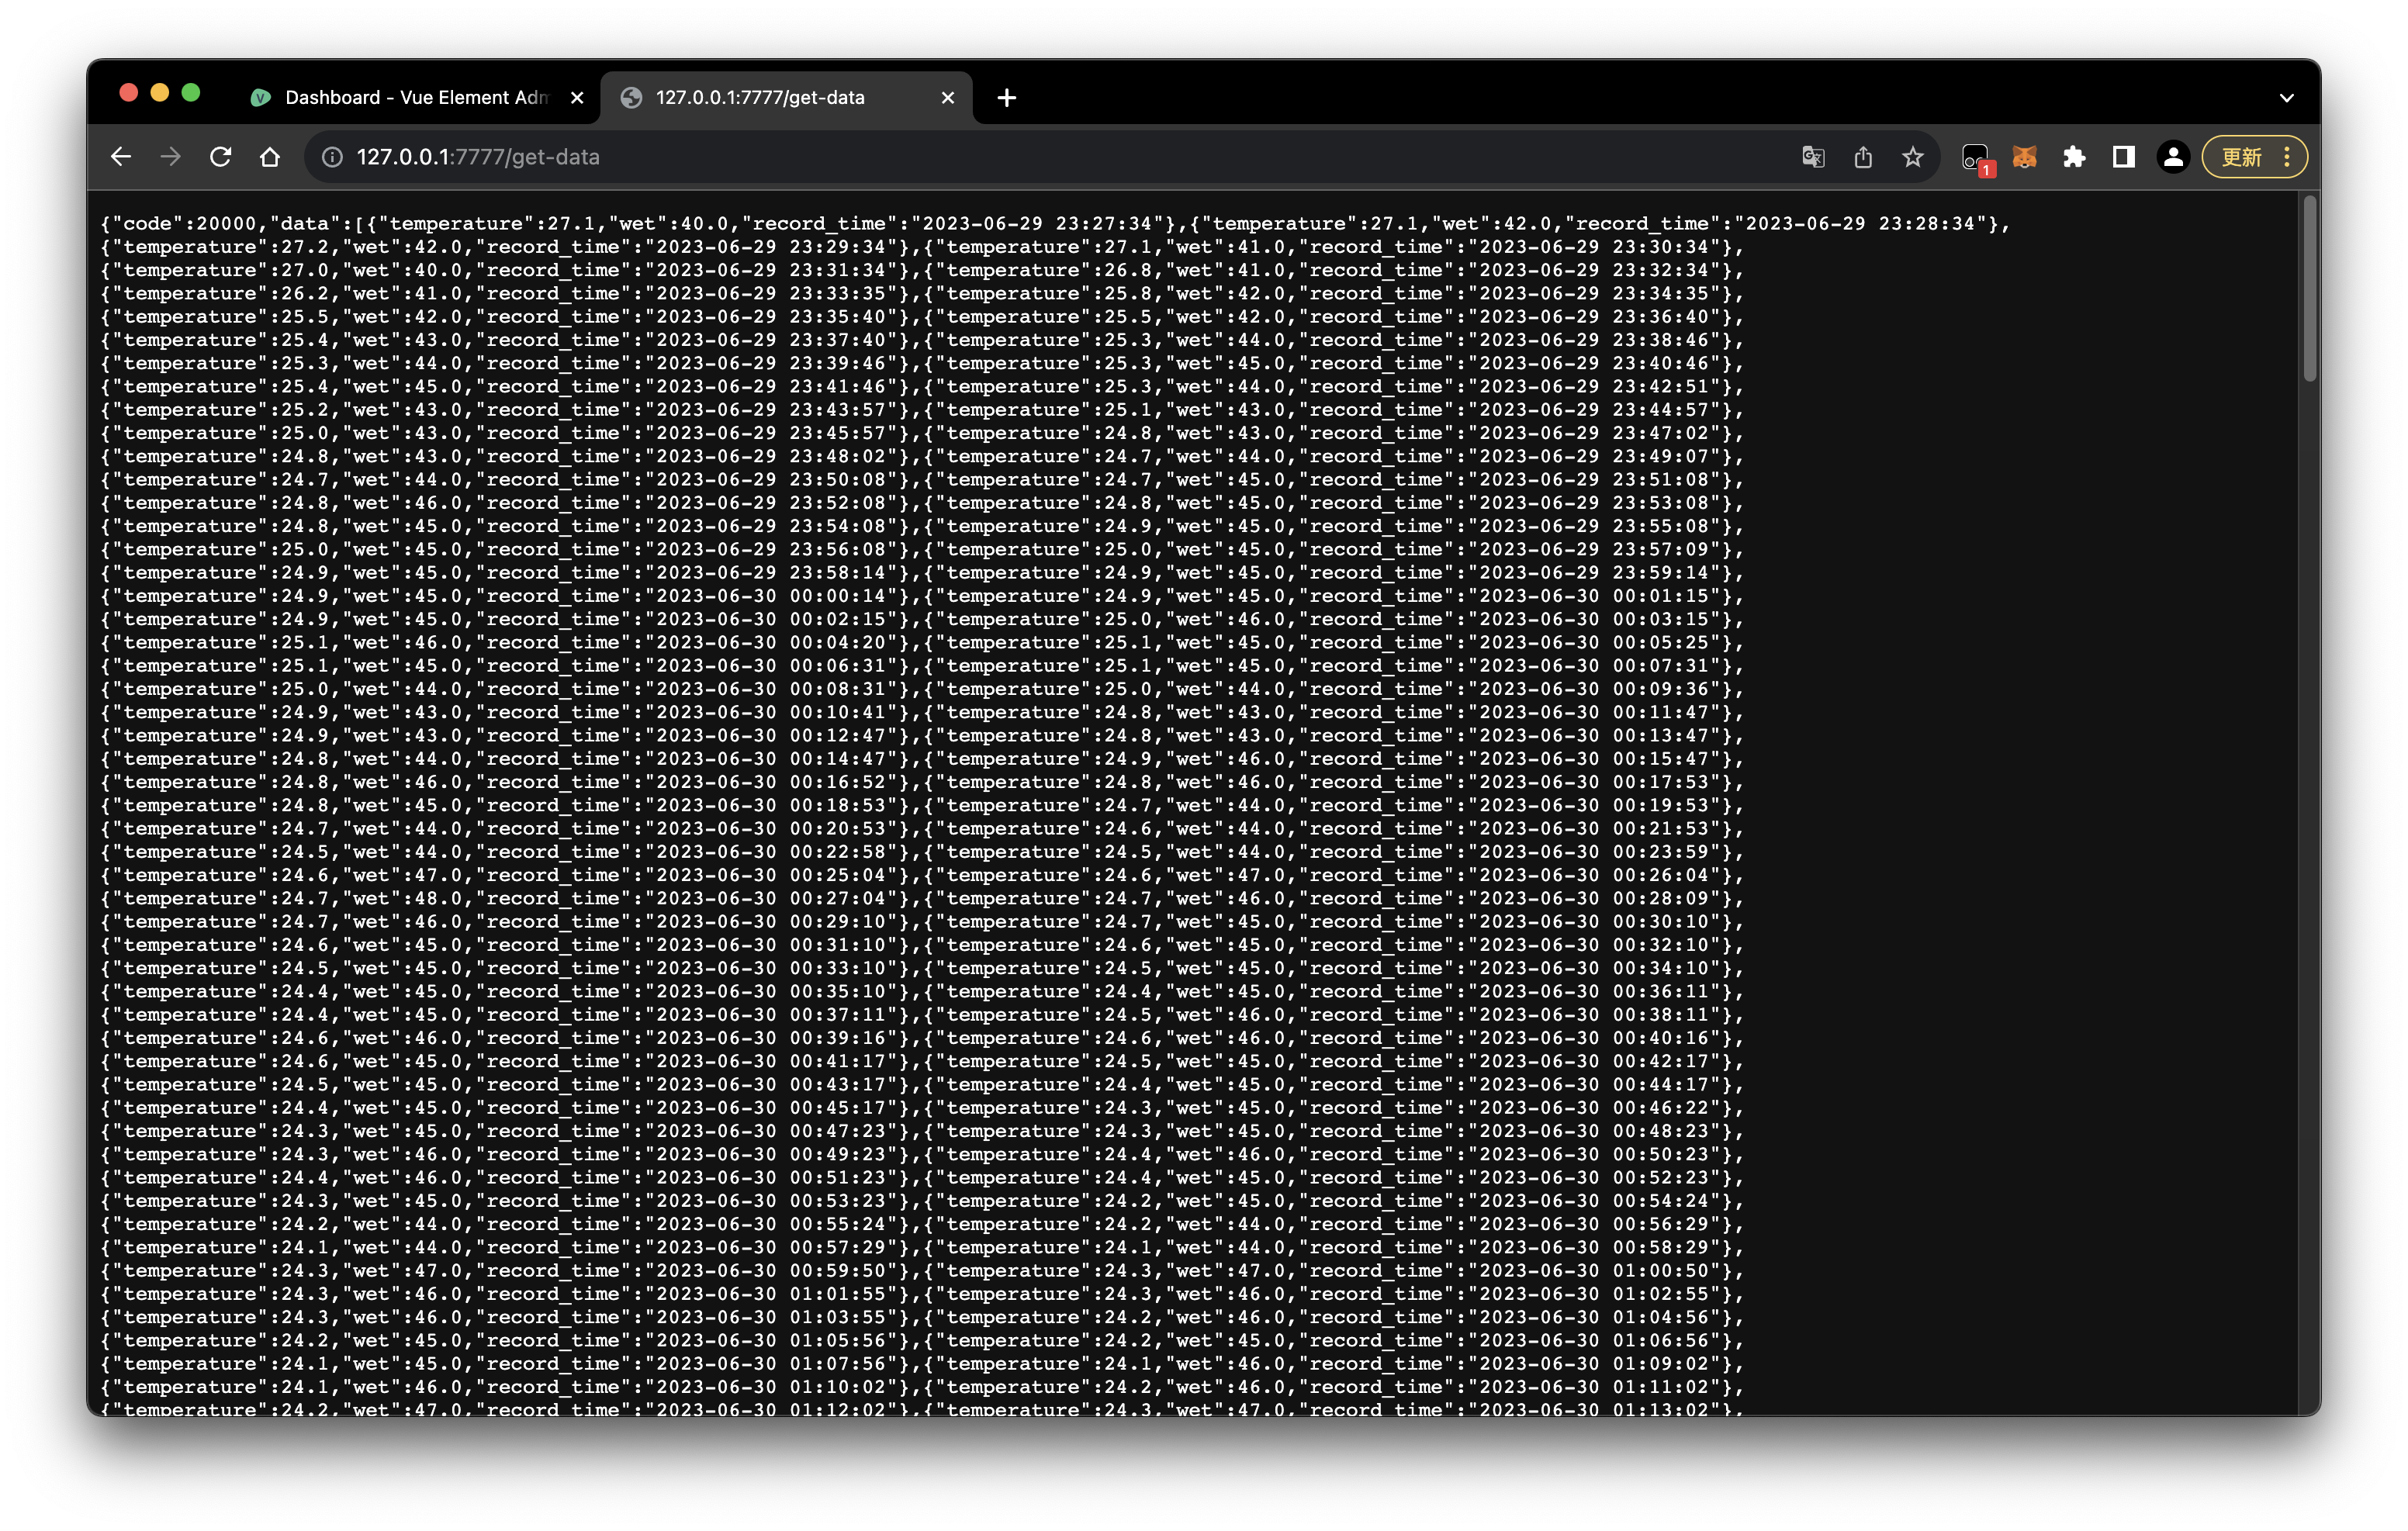 Dashboard - Vue Element Adm
127.0.0.1:7777/get-data
127.0.0.1:7777/get-data
1
更新
{"code":20000,"data":[{"temperature":27.1,"wet":40.0,"record_time":"2023-06-29 23:27:34"},{"temperature":27.1,"wet":42.0,"record_time":"2023-06-29 23:28:34"},
{"temperature":27.2,"wet":42.0,"record_time":"2023-06-29 23:29:34"},{"temperature":27.1,"wet":41.0,"record_time":"2023-06-29 23:30:34"},
{"temperature":27.0,"wet":40.0,"record_time":"2023-06-29 23:31:34"},{"temperature":26.8,"wet":41.0,"record_time":"2023-06-29 23:32:34"},
{"temperature":26.2,"wet":41.0,"record_time":"2023-06-29 23:33:35"},{"temperature":25.8,"wet":42.0,"record_time":"2023-06-29 23:34:35"},
{"temperature":25.5,"wet":42.0,"record_time":"2023-06-29 23:35:40"},{"temperature":25.5,"wet":42.0,"record_time":"2023-06-29 23:36:40"},
{"temperature":25.4,"wet":43.0,"record_time":"2023-06-29 23:37:40"},{"temperature":25.3,"wet":44.0,"record_time":"2023-06-29 23:38:46"},
{"temperature":25.3,"wet":44.0,"record_time":"2023-06-29 23:39:46"},{"temperature":25.3,"wet":45.0,"record_time":"2023-06-29 23:40:46"},
{"temperature":25.4,"wet":45.0,"record_time":"2023-06-29 23:41:46"},{"temperature":25.3,"wet":44.0,"record_time":"2023-06-29 23:42:51"},
{"temperature":25.2,"wet":43.0,"record_time":"2023-06-29 23:43:57"},{"temperature":25.1,"wet":43.0,"record_time":"2023-06-29 23:44:57"},
{"temperature":25.0,"wet":43.0,"record_time":"2023-06-29 23:45:57"},{"temperature":24.8,"wet":43.0,"record_time":"2023-06-29 23:47:02"},
{"temperature":24.8,"wet":43.0,"record_time":"2023-06-29 23:48:02"},{"temperature":24.7,"wet":44.0,"record_time":"2023-06-29 23:49:07"},
{"temperature":24.7,"wet":44.0,"record_time":"2023-06-29 23:50:08"},{"temperature":24.7,"wet":45.0,"record_time":"2023-06-29 23:51:08"},
{"temperature":24.8,"wet":46.0,"record_time":"2023-06-29 23:52:08"},{"temperature":24.8,"wet":45.0,"record_time":"2023-06-29 23:53:08"},
{"temperature":24.8,"wet":45.0,"record_time":"2023-06-29 23:54:08"},{"temperature":24.9,"wet":45.0,"record_time":"2023-06-29 23:55:08"},
{"temperature":25.0,"wet":45.0,"record_time":"2023-06-29 23:56:08"},{"temperature":25.0,"wet":45.0,"record_time":"2023-06-29 23:57:09"},
{"temperature":24.9,"wet":45.0,"record_time":"2023-06-29 23:58:14"},{"temperature":24.9,"wet":45.0,"record_time":"2023-06-29 23:59:14"},
{"temperature":24.9,"wet":45.0,"record_time":"2023-06-30 00:00:14"},{"temperature":24.9,"wet":45.0,"record_time":"2023-06-30 00:01:15"},
{"temperature":24.9,"wet":45.0,"record_time":"2023-06-30 00:02:15"},{"temperature":25.0,"wet":46.0,"record_time":"2023-06-30 00:03:15"},
{"temperature":25.1,"wet":46.0,"record_time":"2023-06-30 00:04:20"},{"temperature":25.1,"wet":45.0,"record_time":"2023-06-30 00:05:25"},
{"temperature":25.1,"wet":45.0,"record_time":"2023-06-30 00:06:31"},{"temperature":25.1,"wet":45.0,"record_time":"2023-06-30 00:07:31"},
{"temperature":25.0,"wet":44.0,"record_time":"2023-06-30 00:08:31"},{"temperature":25.0,"wet":44.0,"record_time":"2023-06-30 00:09:36"},
{"temperature":24.9,"wet":43.0,"record_time":"2023-06-30 00:10:41"},{"temperature":24.8,"wet":43.0,"record_time":"2023-06-30 00:11:47"},
{"temperature":24.9,"wet":43.0,"record_time":"2023-06-30 00:12:47"},{"temperature":24.8,"wet":43.0,"record_time":"2023-06-30 00:13:47"},
{"temperature":24.8,"wet":44.0,"record_time":"2023-06-30 00:14:47"},{"temperature":24.9,"wet":46.0,"record_time":"2023-06-30 00:15:47"},
{"temperature":24.8,"wet":46.0,"record_time":"2023-06-30 00:16:52"},{"temperature":24.8,"wet":46.0,"record_time":"2023-06-30 00:17:53"},
{"temperature":24.8,"wet":45.0,"record_time":"2023-06-30 00:18:53"},{"temperature":24.7,"wet":44.0,"record_time":"2023-06-30 00:19:53"},
{"temperature":24.7,"wet":44.0,"record_time":"2023-06-30 00:20:53"},{"temperature":24.6,"wet":44.0,"record_time":"2023-06-30 00:21:53"},
{"temperature":24.5,"wet":44.0,"record_time":"2023-06-30 00:22:58"},{"temperature":24.5,"wet":44.0,"record_time":"2023-06-30 00:23:59"},
{"temperature":24.6,"wet":47.0,"record_time":"2023-06-30 00:25:04"},{"temperature":24.6,"wet":47.0,"record_time":"2023-06-30 00:26:04"},
{"temperature":24.7,"wet":48.0,"record_time":"2023-06-30 00:27:04"},{"temperature":24.7,"wet":46.0,"record_time":"2023-06-30 00:28:09"},
{"temperature":24.7,"wet":46.0,"record_time":"2023-06-30 00:29:10"},{"temperature":24.7,"wet":45.0,"record_time":"2023-06-30 00:30:10"},
{"temperature":24.6,"wet":45.0,"record_time":"2023-06-30 00:31:10"},{"temperature":24.6,"wet":45.0,"record_time":"2023-06-30 00:32:10"},
{"temperature":24.5,"wet":45.0,"record_time":"2023-06-30 00:33:10"},{"temperature":24.5,"wet":45.0,"record_time":"2023-06-30 00:34:10"},
{"temperature":24.4,"wet":45.0,"record_time":"2023-06-30 00:35:10"},{"temperature":24.4,"wet":45.0,"record_time":"2023-06-30 00:36:11"},
{"temperature":24.4,"wet":45.0,"record_time":"2023-06-30 00:37:11"},{"temperature":24.5,"wet":46.0,"record_time":"2023-06-30 00:38:11"},
{"temperature":24.6,"wet":46.0,"record_time":"2023-06-30 00:39:16"},{"temperature":24.6,"wet":46.0,"record_time":"2023-06-30 00:40:16"},
{"temperature":24.6,"wet":45.0,"record_time":"2023-06-30 00:41:17"},{"temperature":24.5,"wet":45.0,"record_time":"2023-06-30 00:42:17"},
{"temperature":24.5,"wet":45.0,"record_time":"2023-06-30 00:43:17"},{"temperature":24.4,"wet":45.0,"record_time":"2023-06-30 00:44:17"},
{"temperature":24.4,"wet":45.0,"record_time":"2023-06-30 00:45:17"},{"temperature":24.3,"wet":45.0,"record_time":"2023-06-30 00:46:22"},
{"temperature":24.3,"wet":45.0,"record_time":"2023-06-30 00:47:23"},{"temperature":24.3,"wet":45.0,"record_time":"2023-06-30 00:48:23"},
{"temperature":24.3,"wet":46.0,"record_time":"2023-06-30 00:49:23"},{"temperature":24.4,"wet":46.0,"record_time":"2023-06-30 00:50:23"},
{"temperature":24.4,"wet":46.0,"record_time":"2023-06-30 00:51:23"},{"temperature":24.4,"wet":45.0,"record_time":"2023-06-30 00:52:23"},
{"temperature":24.3,"wet":45.0,"record_time":"2023-06-30 00:53:23"},{"temperature":24.2,"wet":45.0,"record_time":"2023-06-30 00:54:24"},
{"temperature":24.2,"wet":44.0,"record_time":"2023-06-30 00:55:24"},{"temperature":24.2,"wet":44.0,"record_time":"2023-06-30 00:56:29"},
{"temperature":24.1,"wet":44.0,"record_time":"2023-06-30 00:57:29"},{"temperature":24.1,"wet":44.0,"record_time":"2023-06-30 00:58:29"},
{"temperature":24.3,"wet":47.0,"record_time":"2023-06-30 00:59:50"},{"temperature":24.3,"wet":47.0,"record_time":"2023-06-30 01:00:50"},
{"temperature":24.3,"wet":46.0,"record_time":"2023-06-30 01:01:55"},{"temperature":24.3,"wet":46.0,"record_time":"2023-06-30 01:02:55"},
{"temperature":24.3,"wet":46.0,"record_time":"2023-06-30 01:03:55"},{"temperature":24.2,"wet":46.0,"record_time":"2023-06-30 01:04:56"},
{"temperature":24.2,"wet":45.0,"record_time":"2023-06-30 01:05:56"},{"temperature":24.2,"wet":45.0,"record_time":"2023-06-30 01:06:56"},
{"temperature":24.1,"wet":45.0,"record_time":"2023-06-30 01:07:56"},{"temperature":24.1,"wet":46.0,"record_time":"2023-06-30 01:09:02"},
{"temperature":24.1,"wet":46.0,"record_time":"2023-06-30 01:10:02"},{"temperature":24.2,"wet":46.0,"record_time":"2023-06-30 01:11:02"},
{"temperature":24.2,"wet":47.0,"record_time":"2023-06-30 01:12:02"},{"temperature":24.3,"wet":47.0,"record_time":"2023-06-30 01:13:02"},